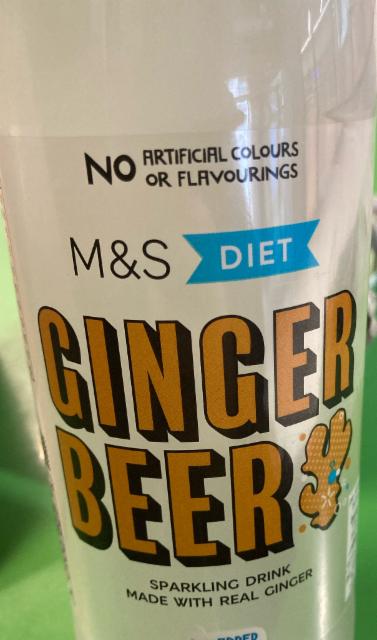 NO ARTIFICIAL COLOURS
OR FLAVOURINGS
M&S DIET
GINGER
BEER
SPARKLING DRINK
MADE WITH REAL GINGER